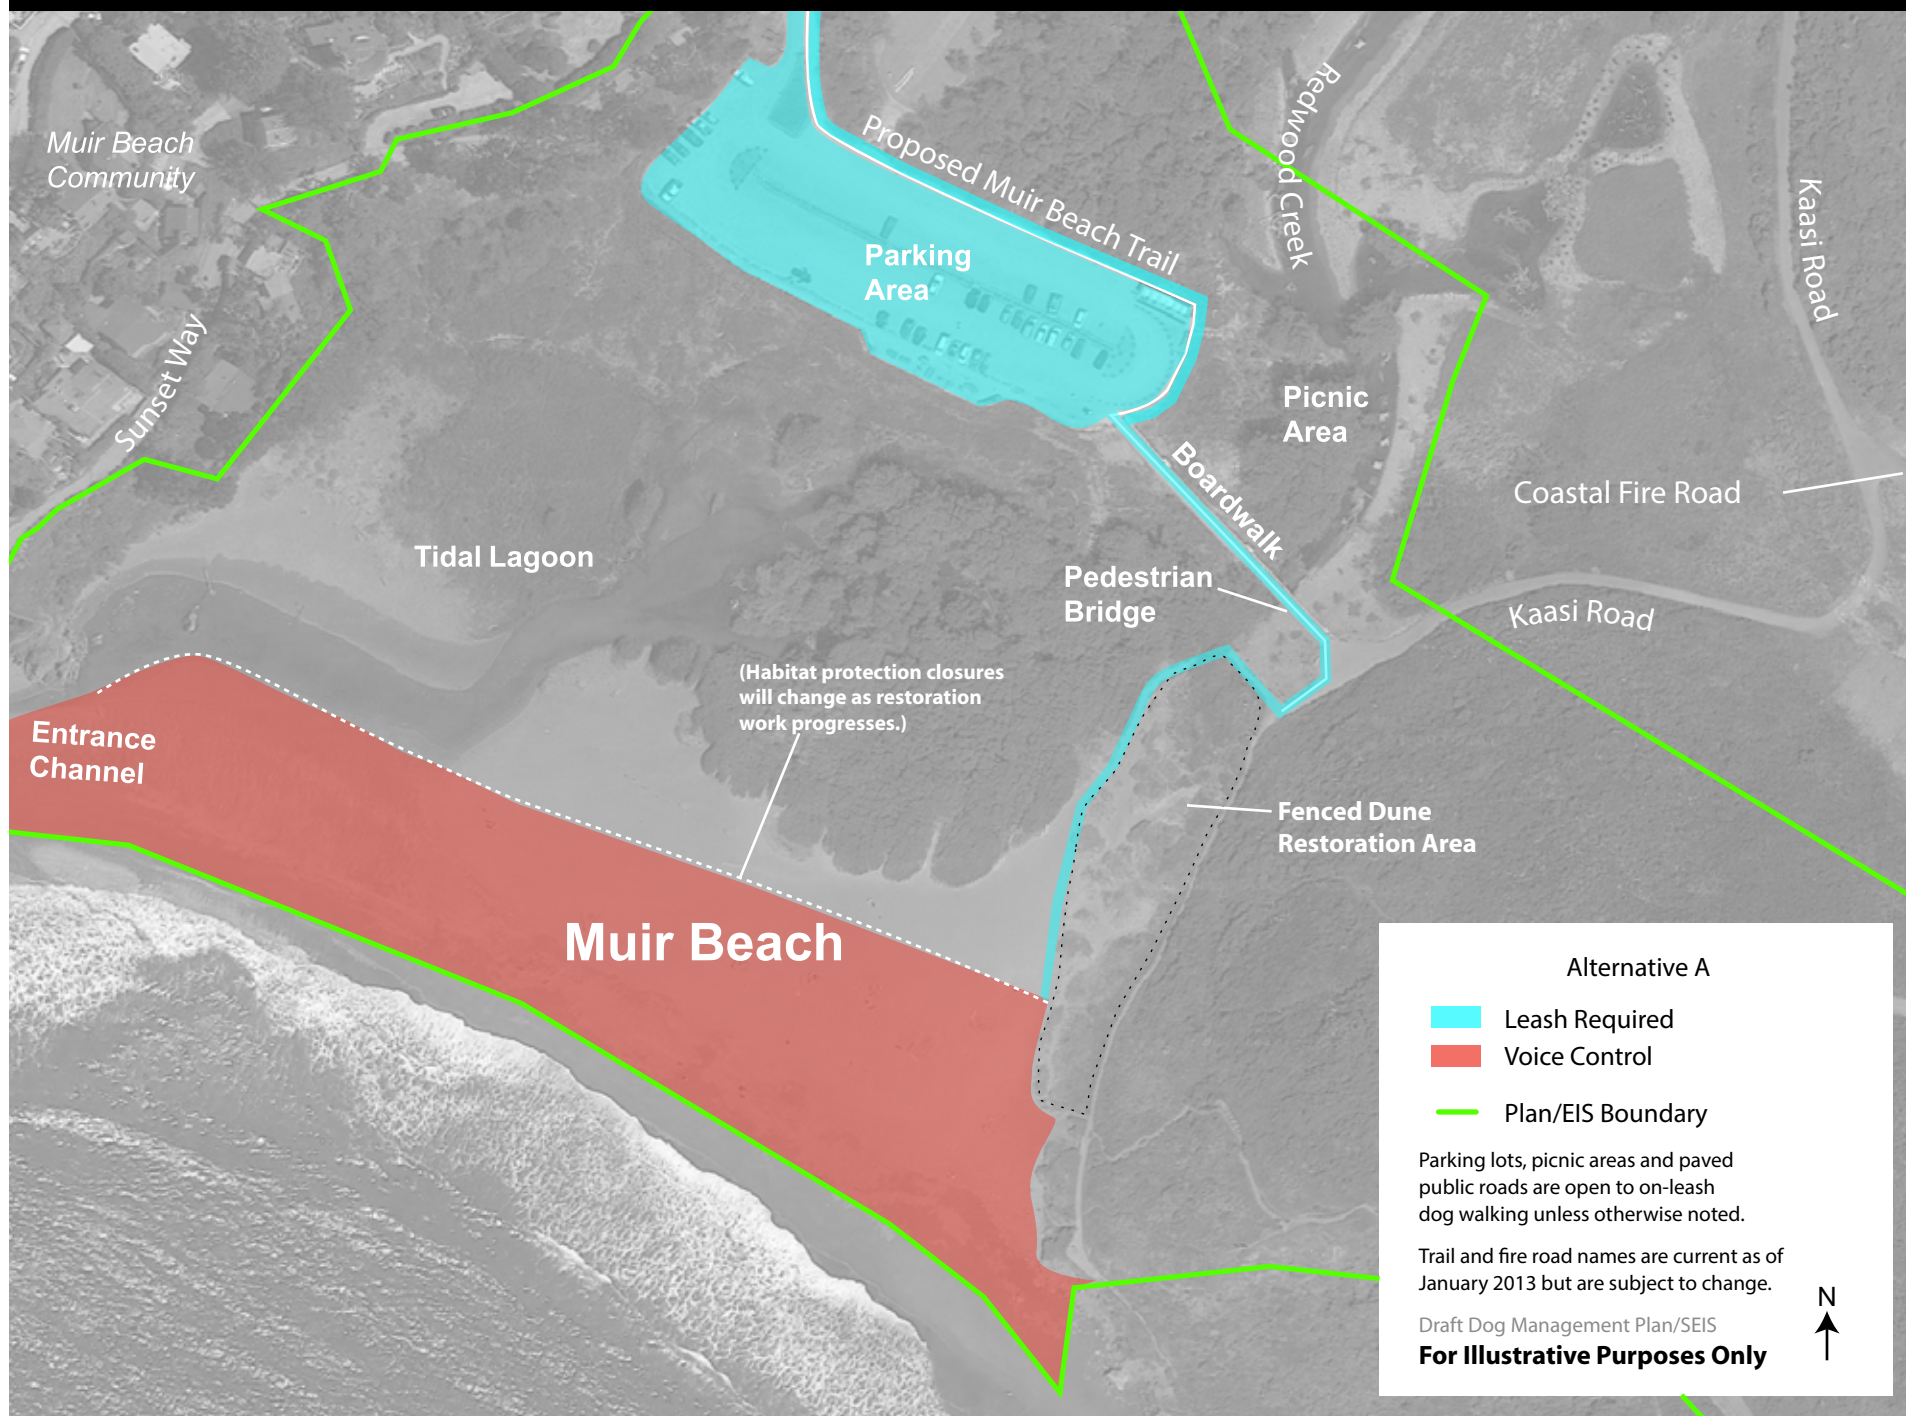 Muir Beach
Community
Sunset Way
Proposed Muir Beach Trail
Parking
Area
Redwood Creek
Kaasi Road
Picnic
Area
Boardwalk
Coastal Fire Road
Tidal Lagoon
Pedestrian
Bridge
Kaasi Road
(Habitat protection closures
will change as restoration
work progresses.)
Entrance
Channel
Fenced Dune
Restoration Area
Muir Beach
Alternative A
Leash Required
Voice Control
Plan/EIS Boundary
Parking lots, picnic areas and paved
public roads are open to on-leash
dog walking unless otherwise noted.
Trail and fire road names are current as of
January 2013 but are subject to change.
N
Draft Dog Management Plan/SEIS
For Illustrative Purposes Only